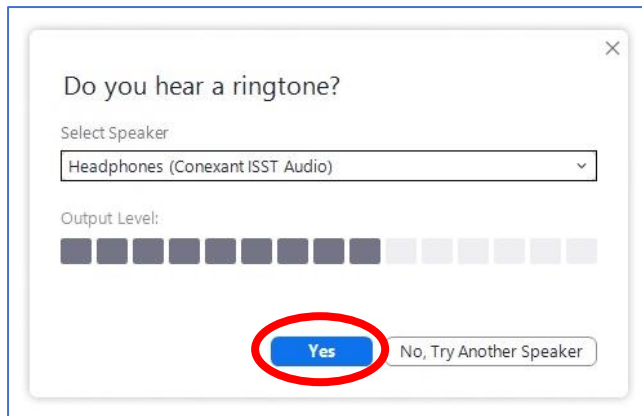 Do you hear a ringtone?
Select Speaker
Headphones (Conexant ISST Audio)
Output Level:
Yes
No, Try Another Speaker